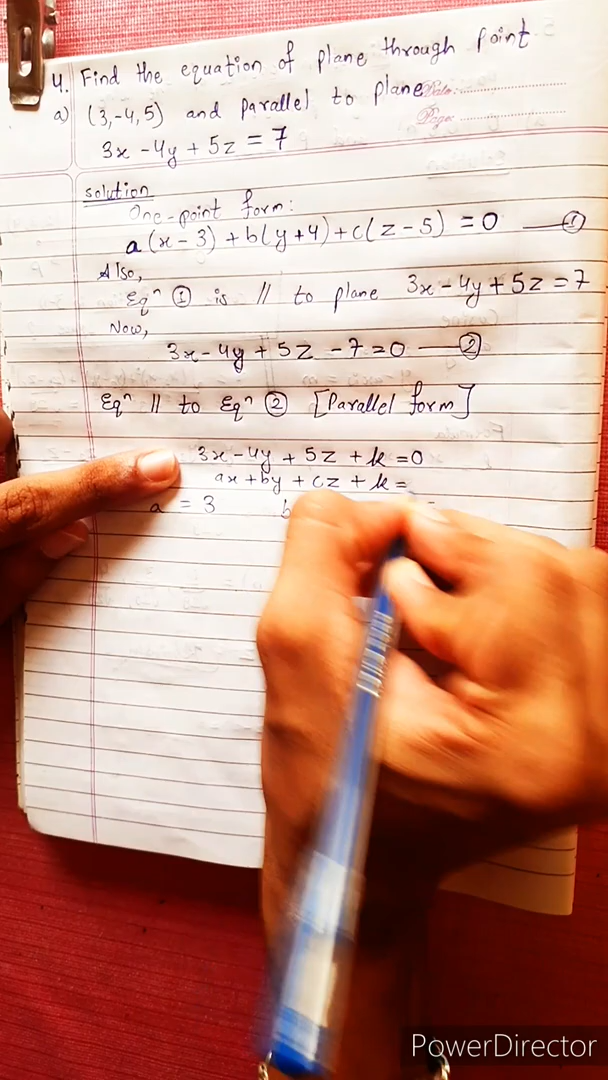 4. Find the equation of plane through point
a) (3,-4,5) and parallel to plane
Date:
Page:
3x - 4y + 5z = 7
solution
One-point form:
a(x - 3) + b(y + 4) + c(z - 5) = 0 — ①
Also,
Eqⁿ ① is // to plane 3x - 4y + 5z = 7
Now,
3x - 4y + 5z - 7 = 0 — ②
Eqⁿ // to Eqⁿ ② [Parallel form]
3x - 4y + 5z + k = 0
ax + by + cz + k =
a = 3 b
PowerDirector